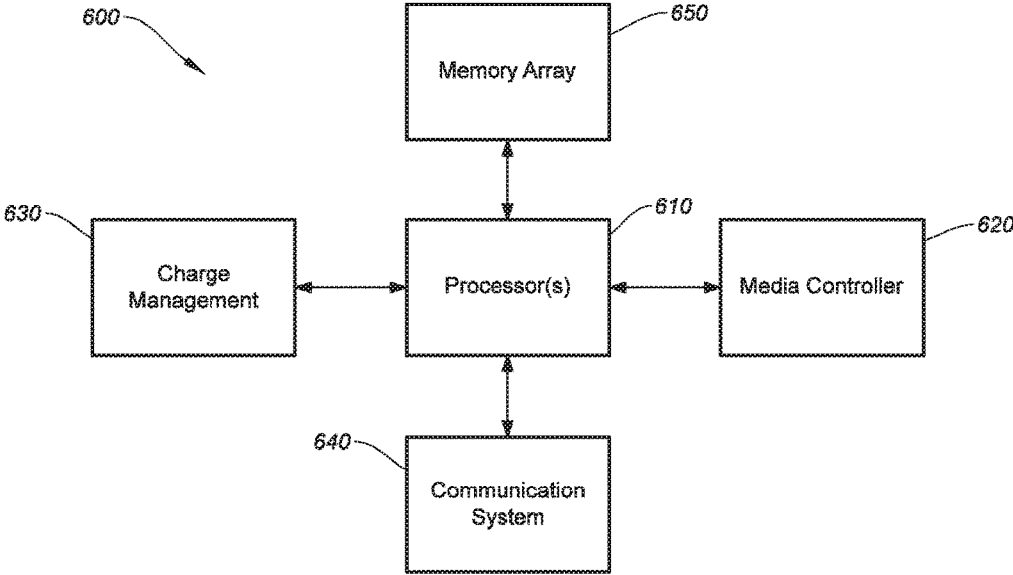 600
650
Memory Array
630
610
620
Charge
Management
Processor(s)
Media Controller
640
Communication
System